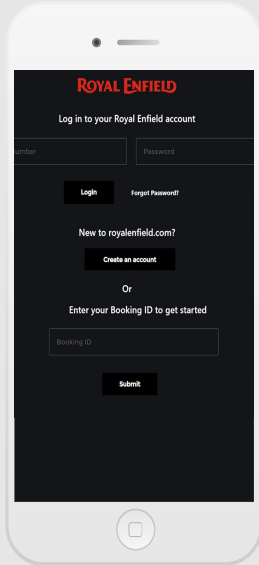 ROYAL ENFIELD
Log in to your Royal Enfield account
umber Password
Login Forgot Password?
New to royalenfield.com?
Create an account
Or
Enter your Booking ID to get started
Booking ID
Submit